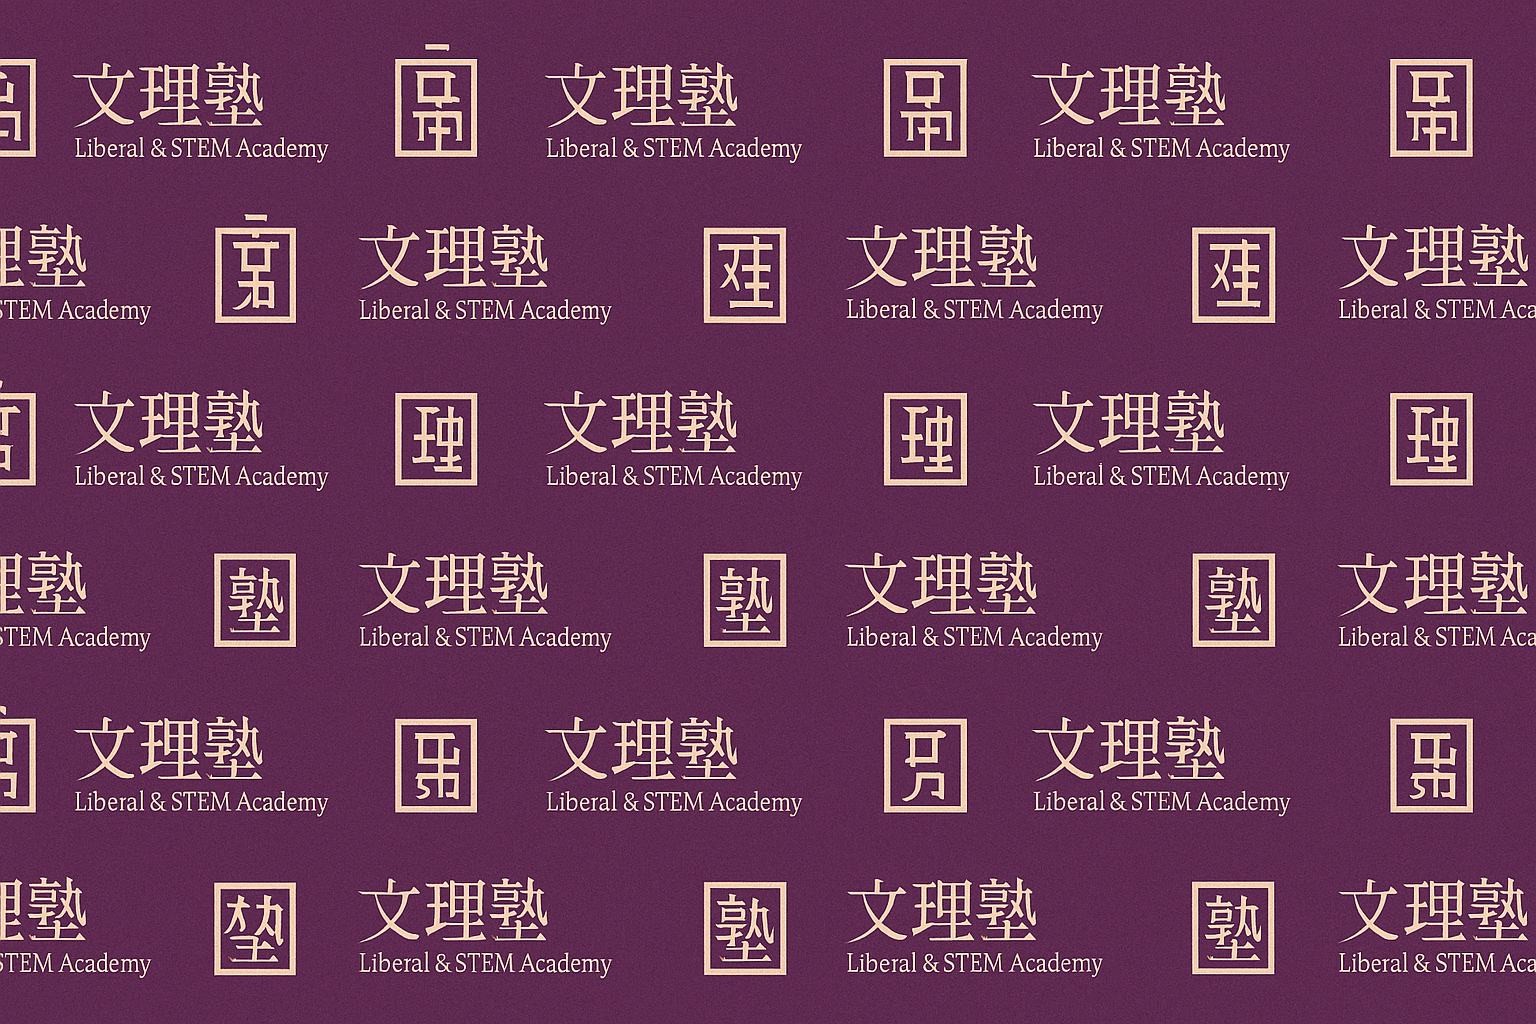 文理塾 文理塾 文理塾
Liberal & STEM Academy Liberal & STEM Academy Liberal & STEM Academy
理塾 文理塾 文理塾 文理塾
STEM Academy Liberal & STEM Academy Liberal & STEM Academy Liberal & STEM Aca
文理塾 理 文理塾 理 文理塾 理
Liberal & STEM Academy Liberal & STEM Academy Liberal & STEM Academy
理塾 塾 文理塾 塾 文理塾 塾 文理塾
STEM Academy Liberal & STEM Academy Liberal & STEM Academy Liberal & STEM Aca
文理塾 文理塾 文理塾
Liberal & STEM Academy Liberal & STEM Academy Liberal & STEM Academy
理塾 文理塾 塾 文理塾 塾 文理塾
STEM Academy Liberal & STEM Academy Liberal & STEM Academy Liberal & STEM Aca